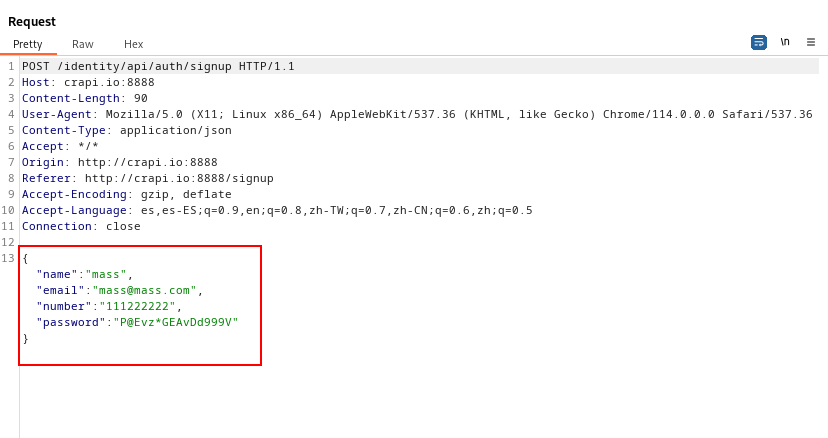 Request
Pretty Raw Hex \n
1 POST /identity/api/auth/signup HTTP/1.1
2 Host: crapi.io:8888
3 Content-Length: 90
4 User-Agent: Mozilla/5.0 (X11; Linux x86_64) AppleWebKit/537.36 (KHTML, like Gecko) Chrome/114.0.0.0 Safari/537.36
5 Content-Type: application/json
6 Accept: */*
7 Origin: http://crapi.io:8888
8 Referer: http://crapi.io:8888/signup
9 Accept-Encoding: gzip, deflate
10 Accept-Language: es,es-ES;q=0.9,en;q=0.8,zh-TW;q=0.7,zh-CN;q=0.6,zh;q=0.5
11 Connection: close
12
13 {
"name":"mass",
"email":"mass@mass.com",
"number":"111222222",
"password":"P@Evz*GEAvDd999V"
}